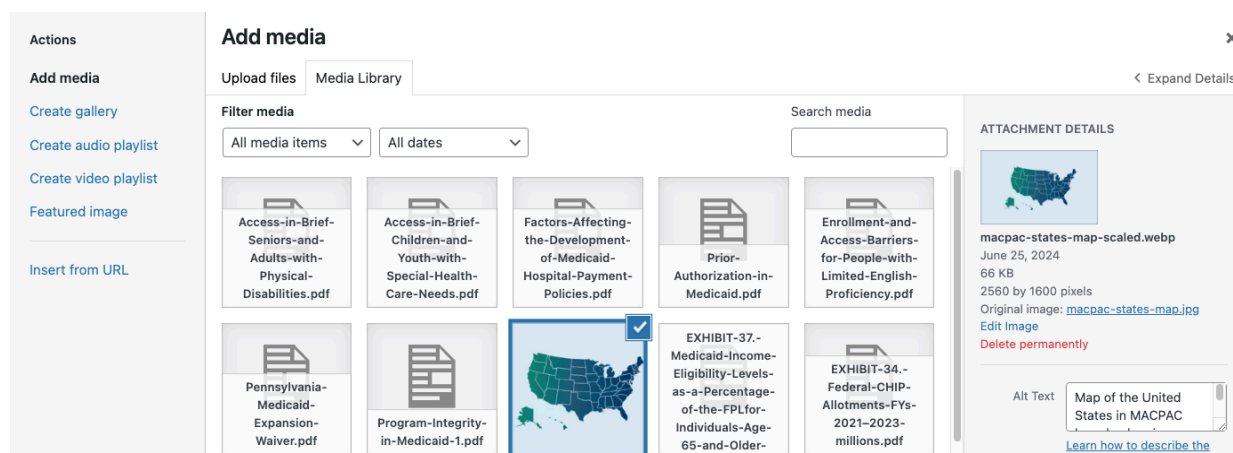 Actions
Add media
Create gallery
Create audio playlist
Create video playlist
Featured image
Insert from URL
Add media
Upload files
Media Library
Expand Details
Filter media
Search media
All media items
All dates
Access-in-Brief-
Seniors-and-
Adults-with-
Physical-
Disabilities.pdf
Access-in-Brief-
Children-and-
Youth-with-
Special-Health-
Care-Needs.pdf
Factors-Affecting-
the-Development-
of-Medicaid-
Hospital-Payment-
Policies.pdf
Prior-
Authorization-in-
Medicaid.pdf
Enrollment-and-
Access-Barriers-
for-People-with-
Limited-English-
Proficiency.pdf
Pennsylvania-
Medicaid-
Expansion-
Waiver.pdf
Program-Integrity-
in-Medicaid-1.pdf
EXHIBIT-37.-
Medicaid-Income-
Eligibility-Levels-
as-a-Percentage-
of-the-FPLfor-
Individuals-Age-
65-and-Older-
EXHIBIT-34.-
Federal-CHIP-
Allotments-FYs-
2021–2023-
millions.pdf
ATTACHMENT DETAILS
macpac-states-map-scaled.webp
June 25, 2024
66 KB
2560 by 1600 pixels
Original image: macpac-states-map.jpg
Edit Image
Delete permanently
Alt Text
Map of the United
States in MACPAC
Learn how to describe the